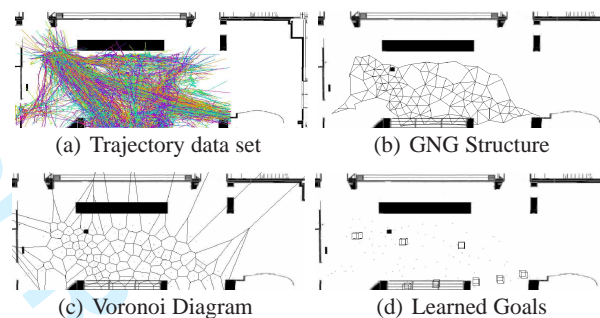 (a) Trajectory data set
(b) GNG Structure
(c) Voronoi Diagram
(d) Learned Goals